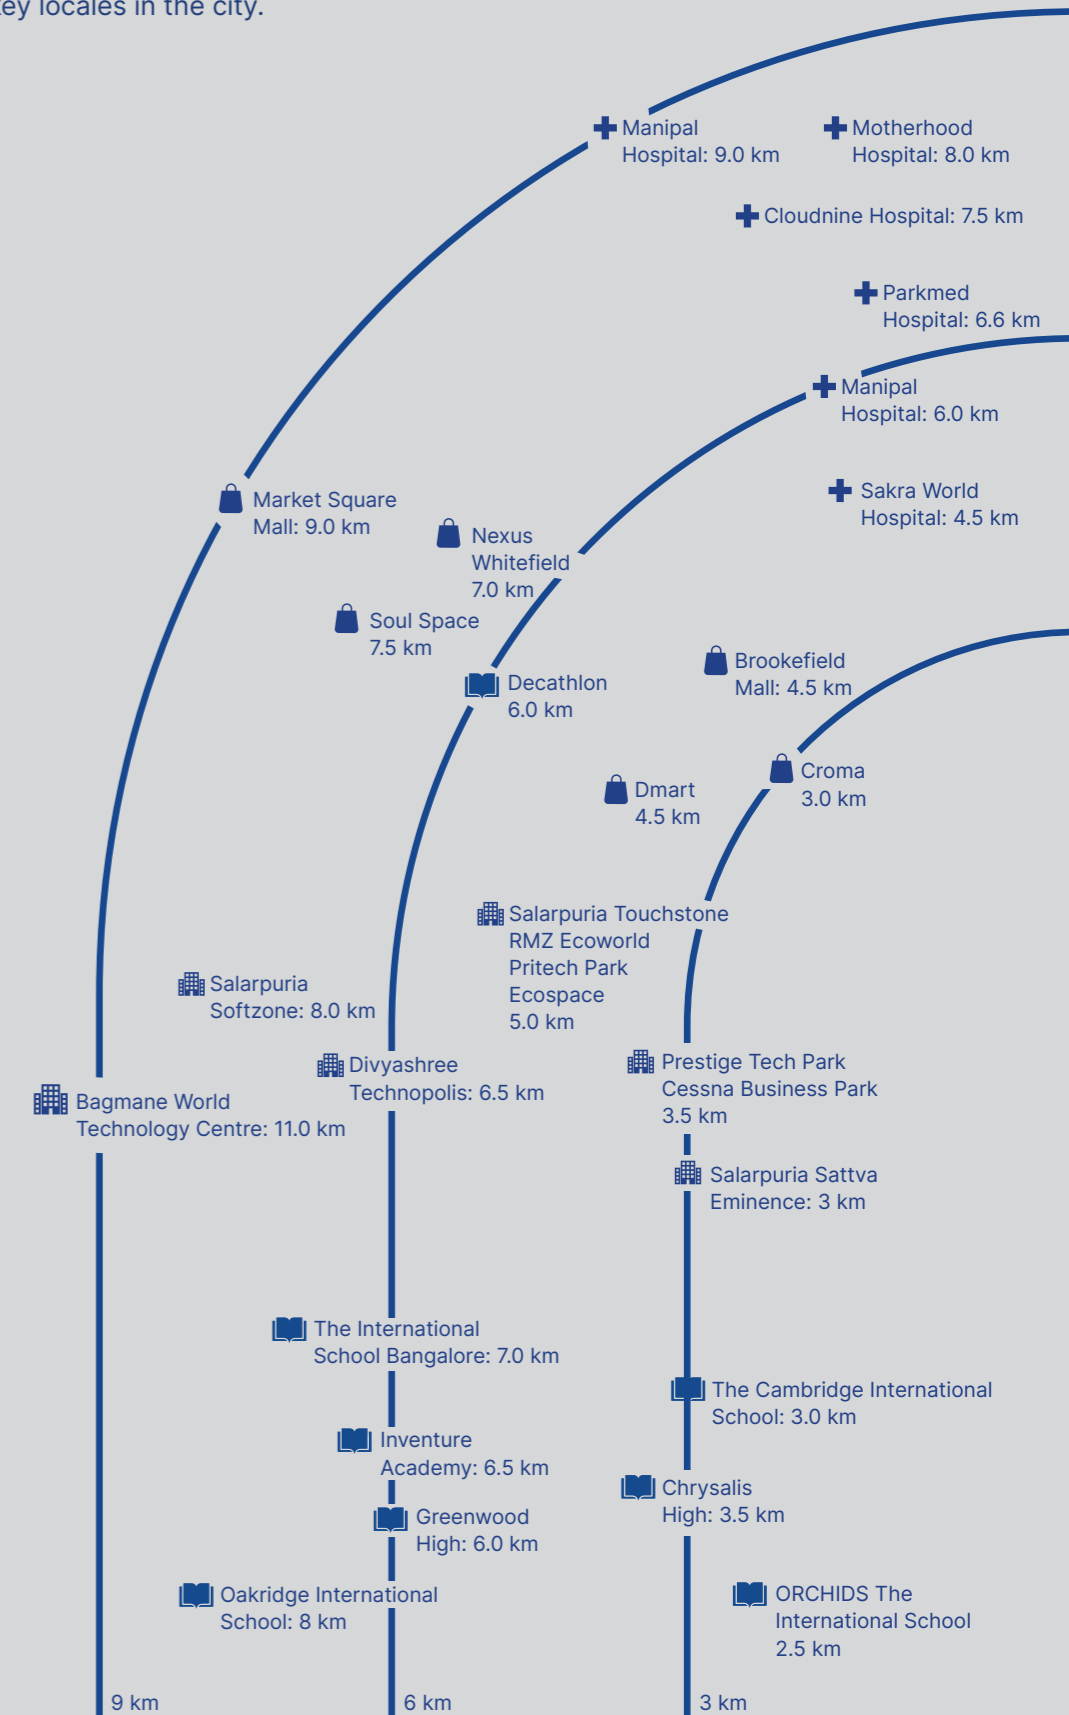 key locales in the city.
Manipal
Hospital: 9.0 km
Motherhood
Hospital: 8.0 km
Cloudnine Hospital: 7.5 km
Parkmed
Hospital: 6.6 km
Manipal
Hospital: 6.0 km
Sakra World
Hospital: 4.5 km
Market Square
Mall: 9.0 km
Nexus
Whitefield
7.0 km
Soul Space
7.5 km
Decathlon
6.0 km
Brookefield
Mall: 4.5 km
Croma
3.0 km
Dmart
4.5 km
Salarpuria Touchstone
RMZ Ecoworld
Pritech Park
Ecospace
5.0 km
Salarpuria
Softzone: 8.0 km
Divyashree
Technopolis: 6.5 km
Prestige Tech Park
Cessna Business Park
3.5 km
Bagmane World
Technology Centre: 11.0 km
Salarpuria Sattva
Eminence: 3 km
The International
School Bangalore: 7.0 km
The Cambridge International
School: 3.0 km
Inventure
Academy: 6.5 km
Chrysalis
High: 3.5 km
Greenwood
High: 6.0 km
Oakridge International
School: 8 km
ORCHIDS The
International School
2.5 km
9 km
6 km
3 km